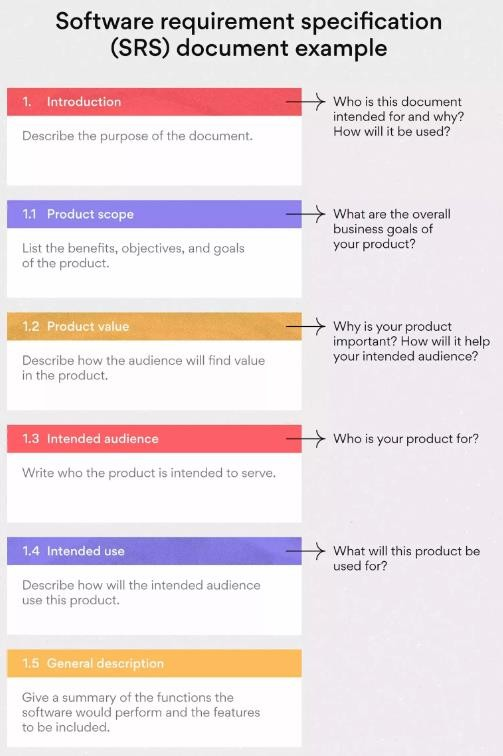 Software requirement specification
(SRS) document example
1. Introduction
Who is this document
intended for and why?
How will it be used?
Describe the purpose of the document.
1.1 Product scope
What are the overall
business goals of
your product?
List the benefits, objectives, and goals
of the product.
1.2 Product value
Why is your product
important? How will it help
your intended audience?
Describe how the audience will find value
in the product.
1.3 Intended audience
Who is your product for?
Write who the product is intended to serve.
1.4 Intended use
What will this product be
used for?
Describe how will the intended audience
use this product.
1.5 General description
Give a summary of the functions the
software would perform and the features
to be included.